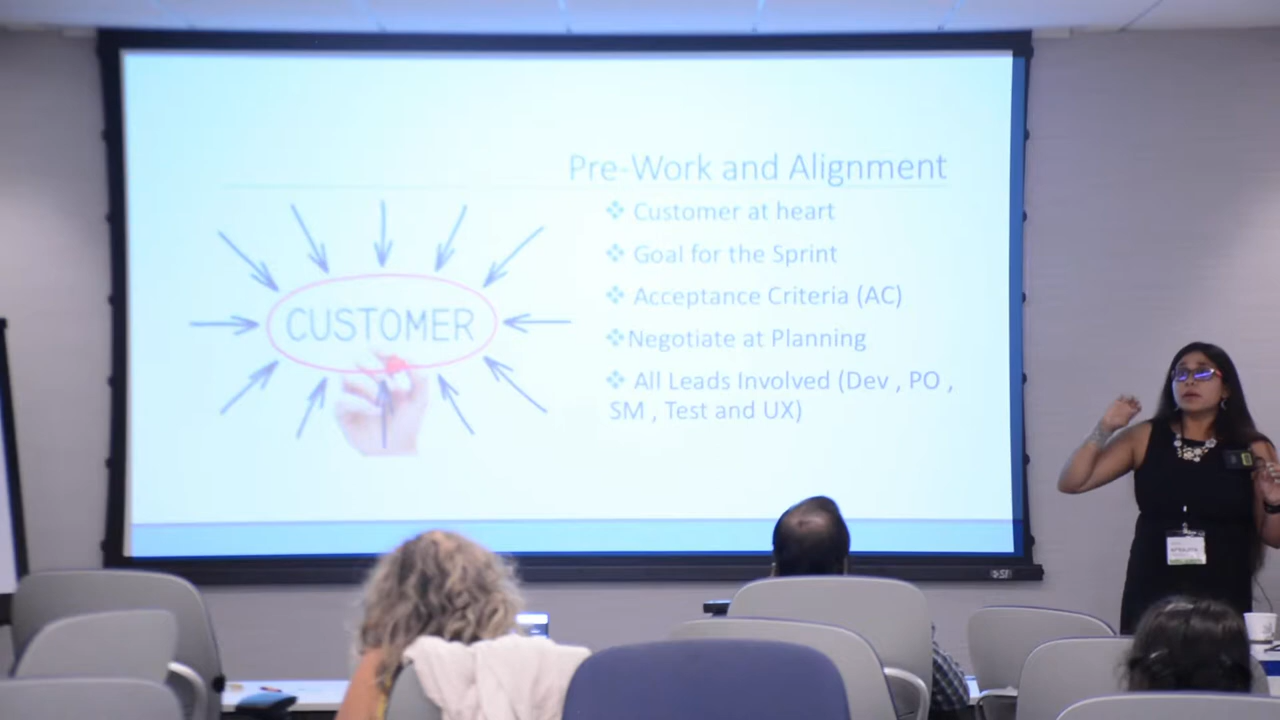 Pre-Work and Alignment
❖ Customer at heart
❖ Goal for the Sprint
❖ Acceptance Criteria (AC)
❖Negotiate at Planning
❖ All Leads Involved (Dev , PO ,
SM , Test and UX)
CUSTOMER